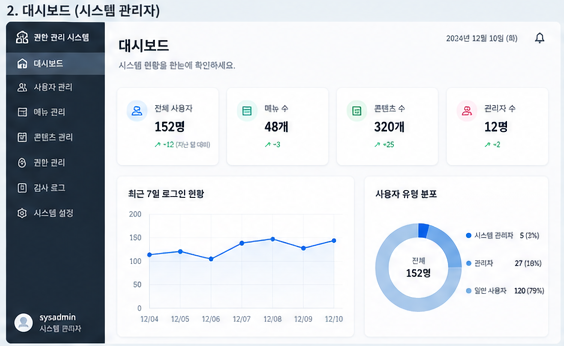 2. 대시보드 (시스템 관리자)
권한 관리 시스템
대시보드
사용자 관리
메뉴 관리
콘텐츠 관리
권한 관리
감사 로그
시스템 설정
sysadmin
시스템 관리자
대시보드
시스템 현황을 한눈에 확인하세요.
2024년 12월 10일 (화)
전체 사용자
152명
↗ +12 (지난 달 대비)
메뉴 수
48개
↗ +3
콘텐츠 수
320개
↗ +25
관리자 수
12명
↗ +2
최근 7일 로그인 현황
200
150
100
50
0
12/04 12/05 12/06 12/07 12/08 12/09 12/10
사용자 유형 분포
전체
152명
시스템 관리자 5 (3%)
관리자 27 (18%)
일반 사용자 120 (79%)